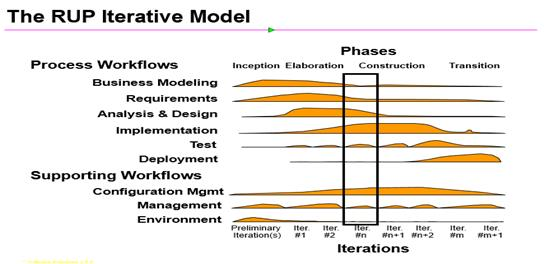 The RUP Iterative Model
Phases
Process Workflows
Inception Elaboration Construction Transition
Business Modeling
Requirements
Analysis & Design
Implementation
Test
Deployment
Supporting Workflows
Configuration Mgmt
Management
Environment
Preliminary Iter. Iter. Iter. Iter. Iter. Iter. Iter.
Iteration(s) #1 #2 #n #n+1 #n+2 #m #m+1
Iterations